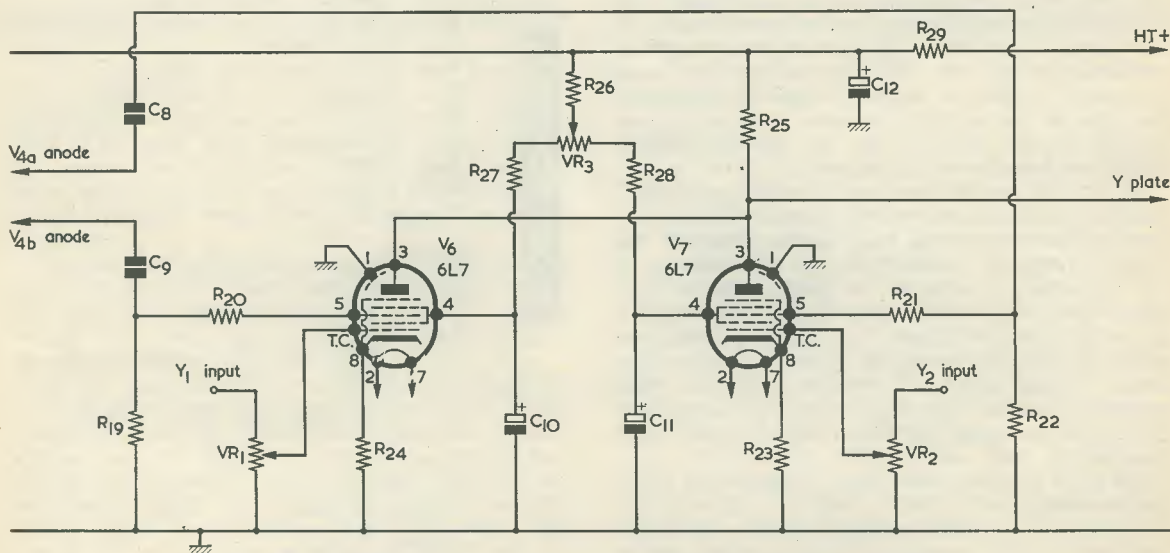 R29
HT+
C8
R26
C12
R25
V4a anode
R27
VR3
R28
Y plate
V4b anode
C9
V6
6L7
1
3
V7
6L7
3
1
R20
5
4
4
5
R21
T.C.
T.C.
8
8
2
7
2
7
Y1 input
Y2 input
R19
VR1
R24
C10
C11
R23
VR2
R22